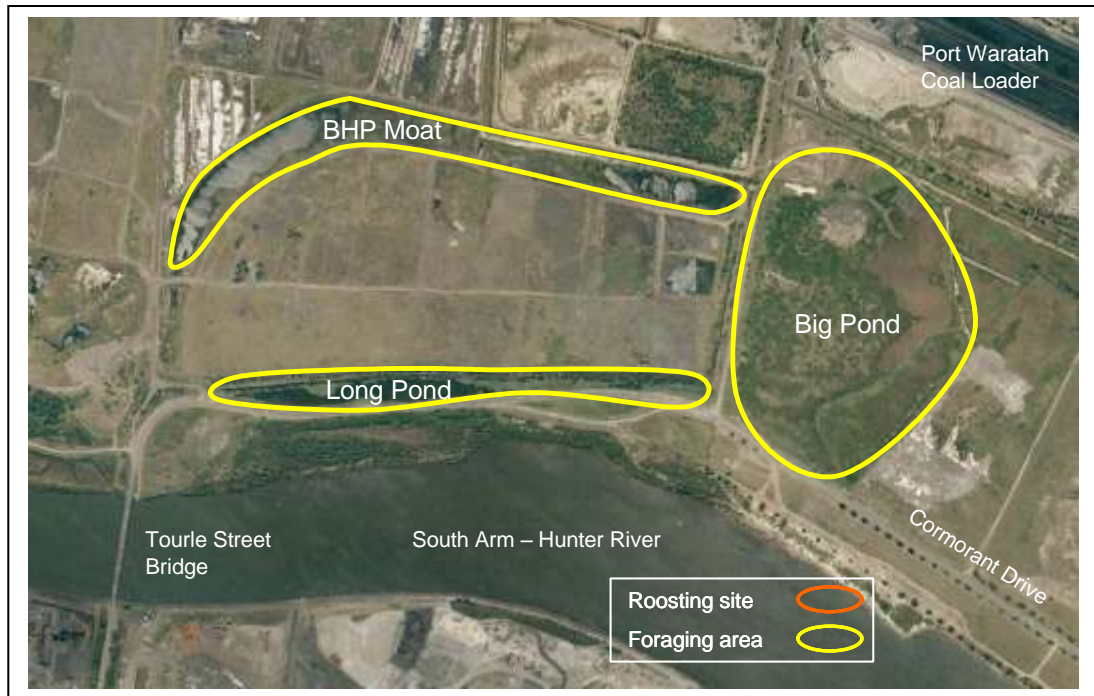 Port Waratah
Coal Loader
BHP Moat
Big Pond
Long Pond
Tourle Street
Bridge
South Arm – Hunter River
Cormorant Drive
Roosting site
Foraging area